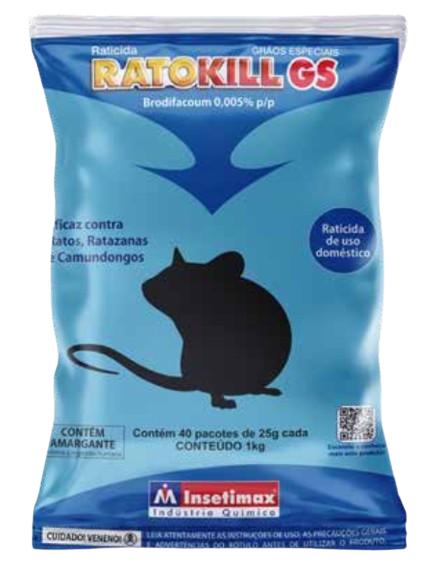 Raticida
GRÃOS ESPECIAIS
RATOKILL GS
Brodifacoum 0,005% p/p
ficaz contra
Ratos, Ratazanas
e Camundongos
Raticida
de uso
doméstico
CONTÉM
AMARGANTE
Contém 40 pacotes de 25g cada
CONTEÚDO 1kg
Insetimax
Indústria Química
CUIDADO! VENENO!
LEIA ATENTAMENTE AS INSTRUÇÕES DE USO, AS PRECAUÇÕES GERAIS
E ADVERTÊNCIAS DO RÓTULO ANTES DE UTILIZAR O PRODUTO.